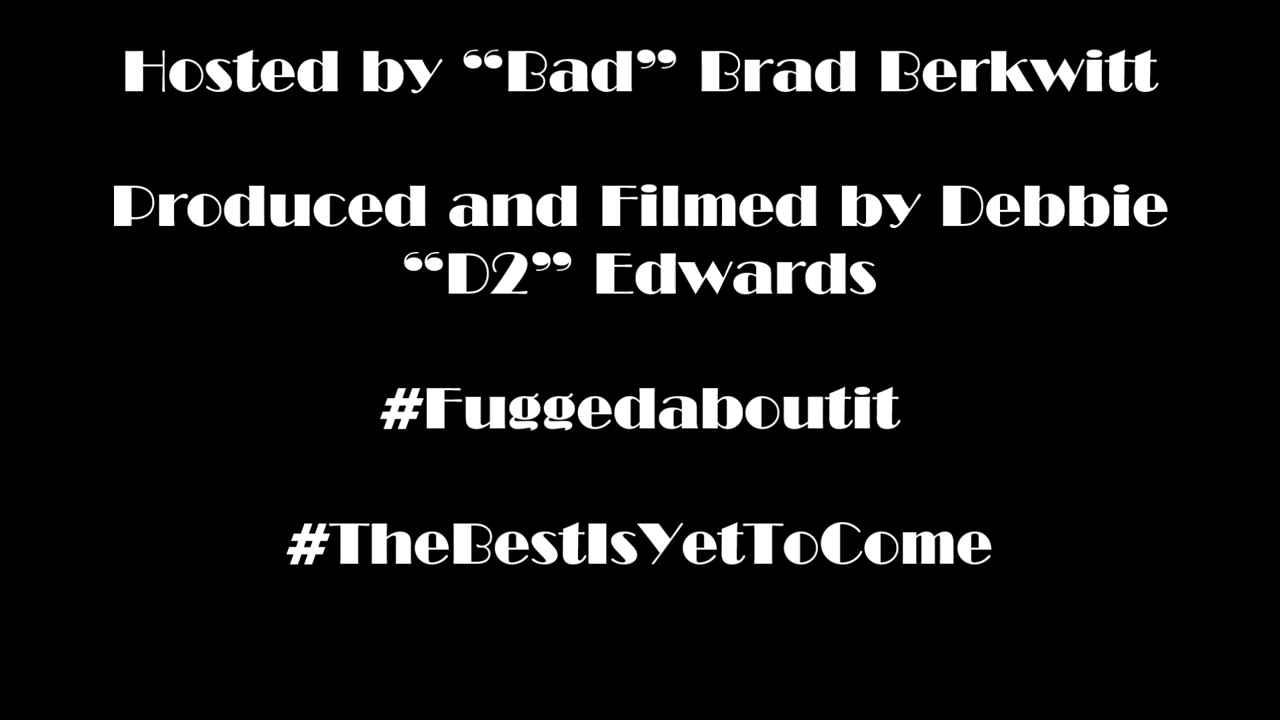 Hosted by “Bad” Brad Berkwitt
Produced and Filmed by Debbie
“D2” Edwards
#Fuggedaboutit
#TheBestIsYetToCome